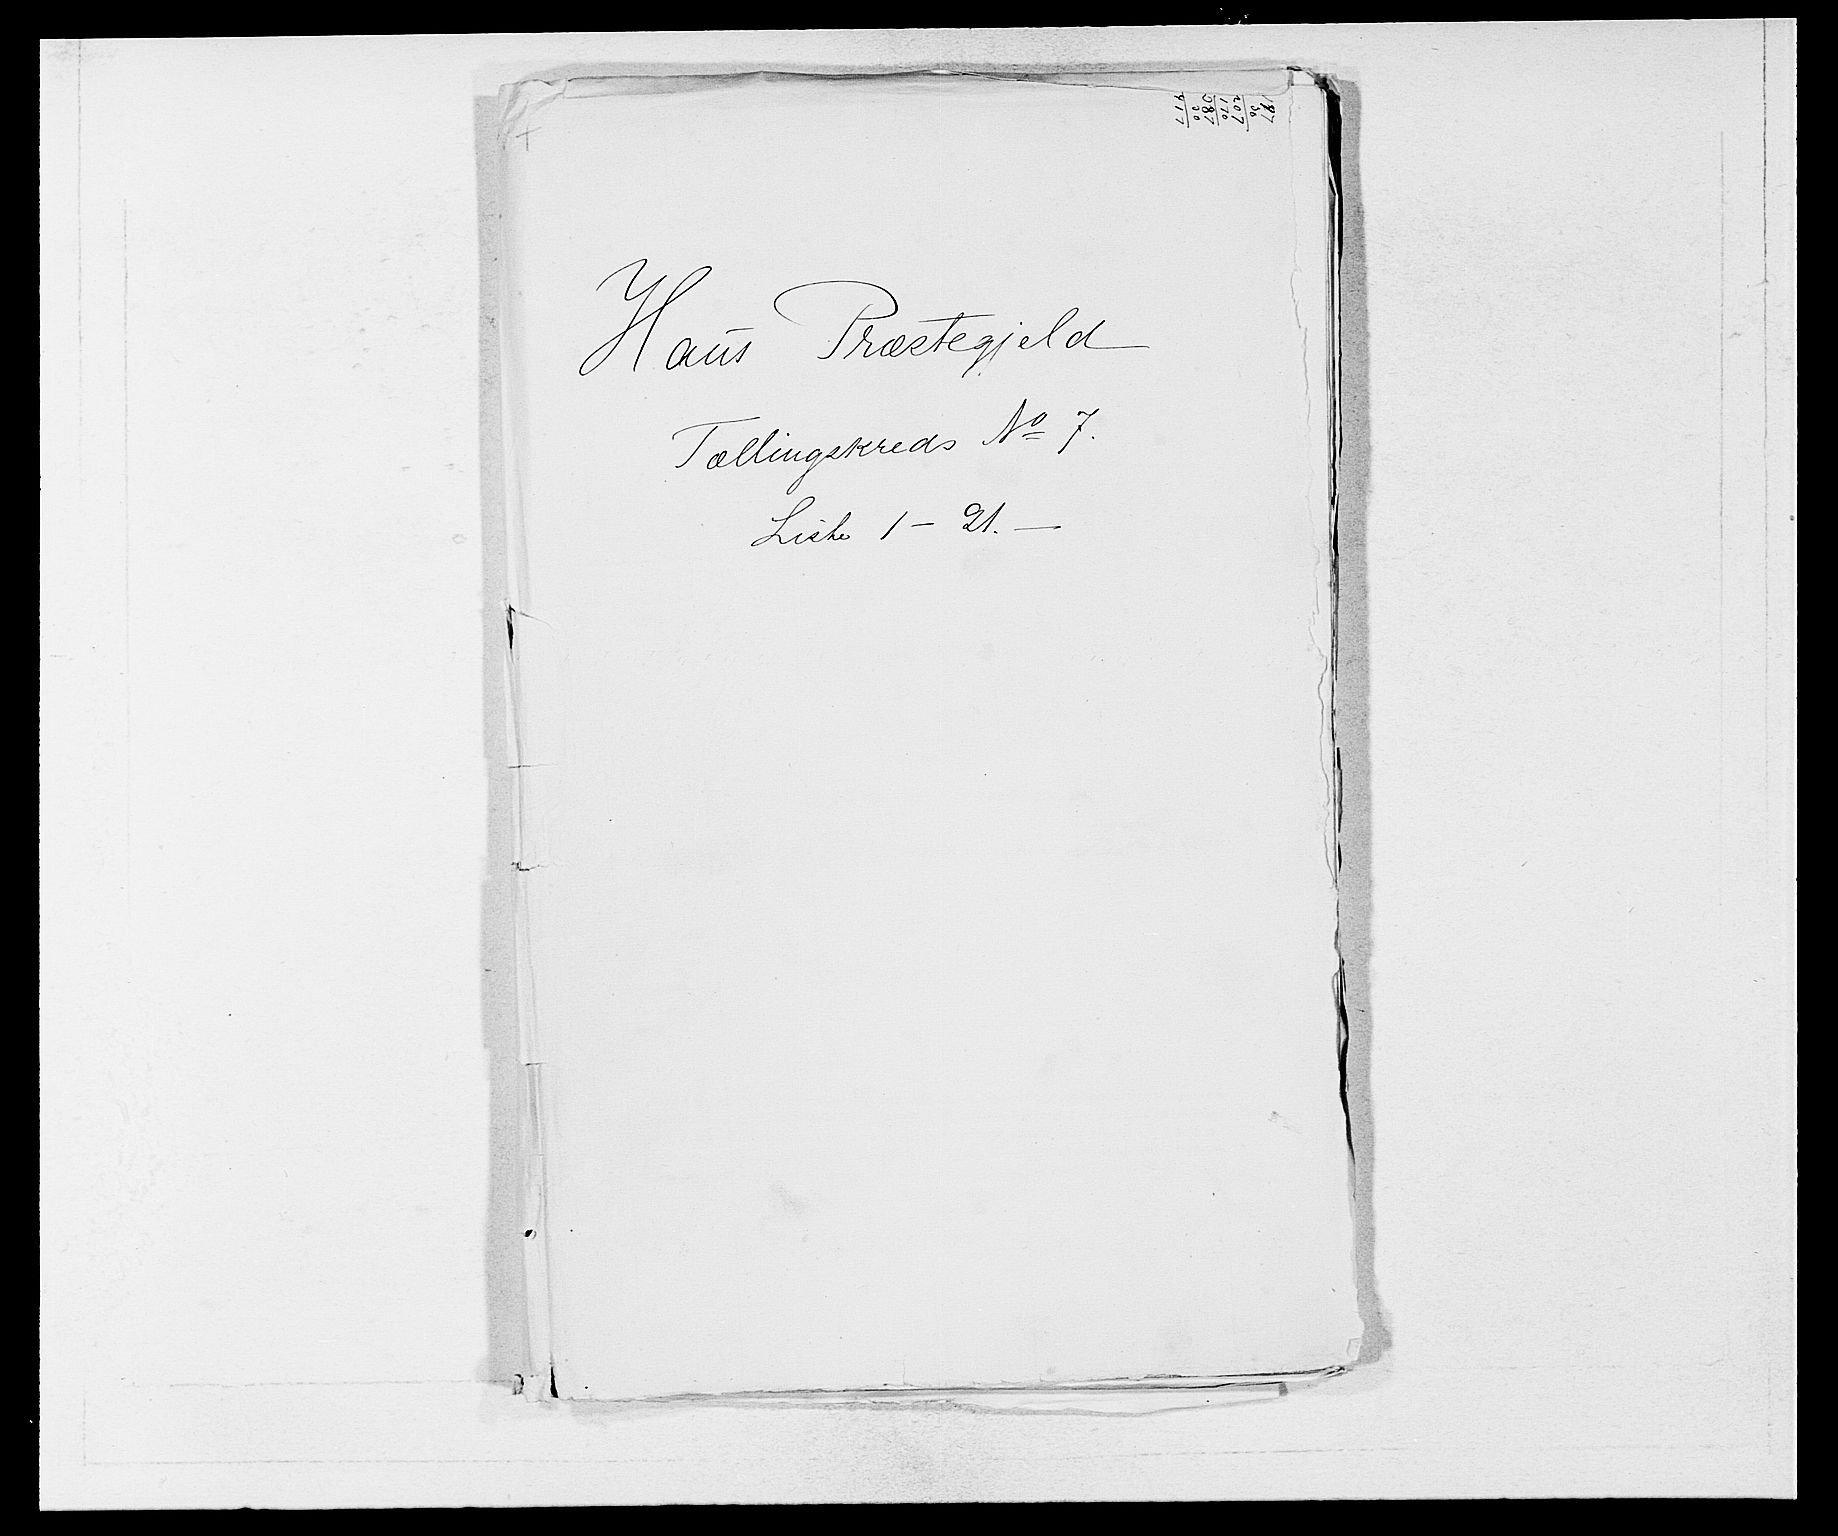 Haus Præstegjeld
Tællingskreds No 7.
Liste 1 - 21. -